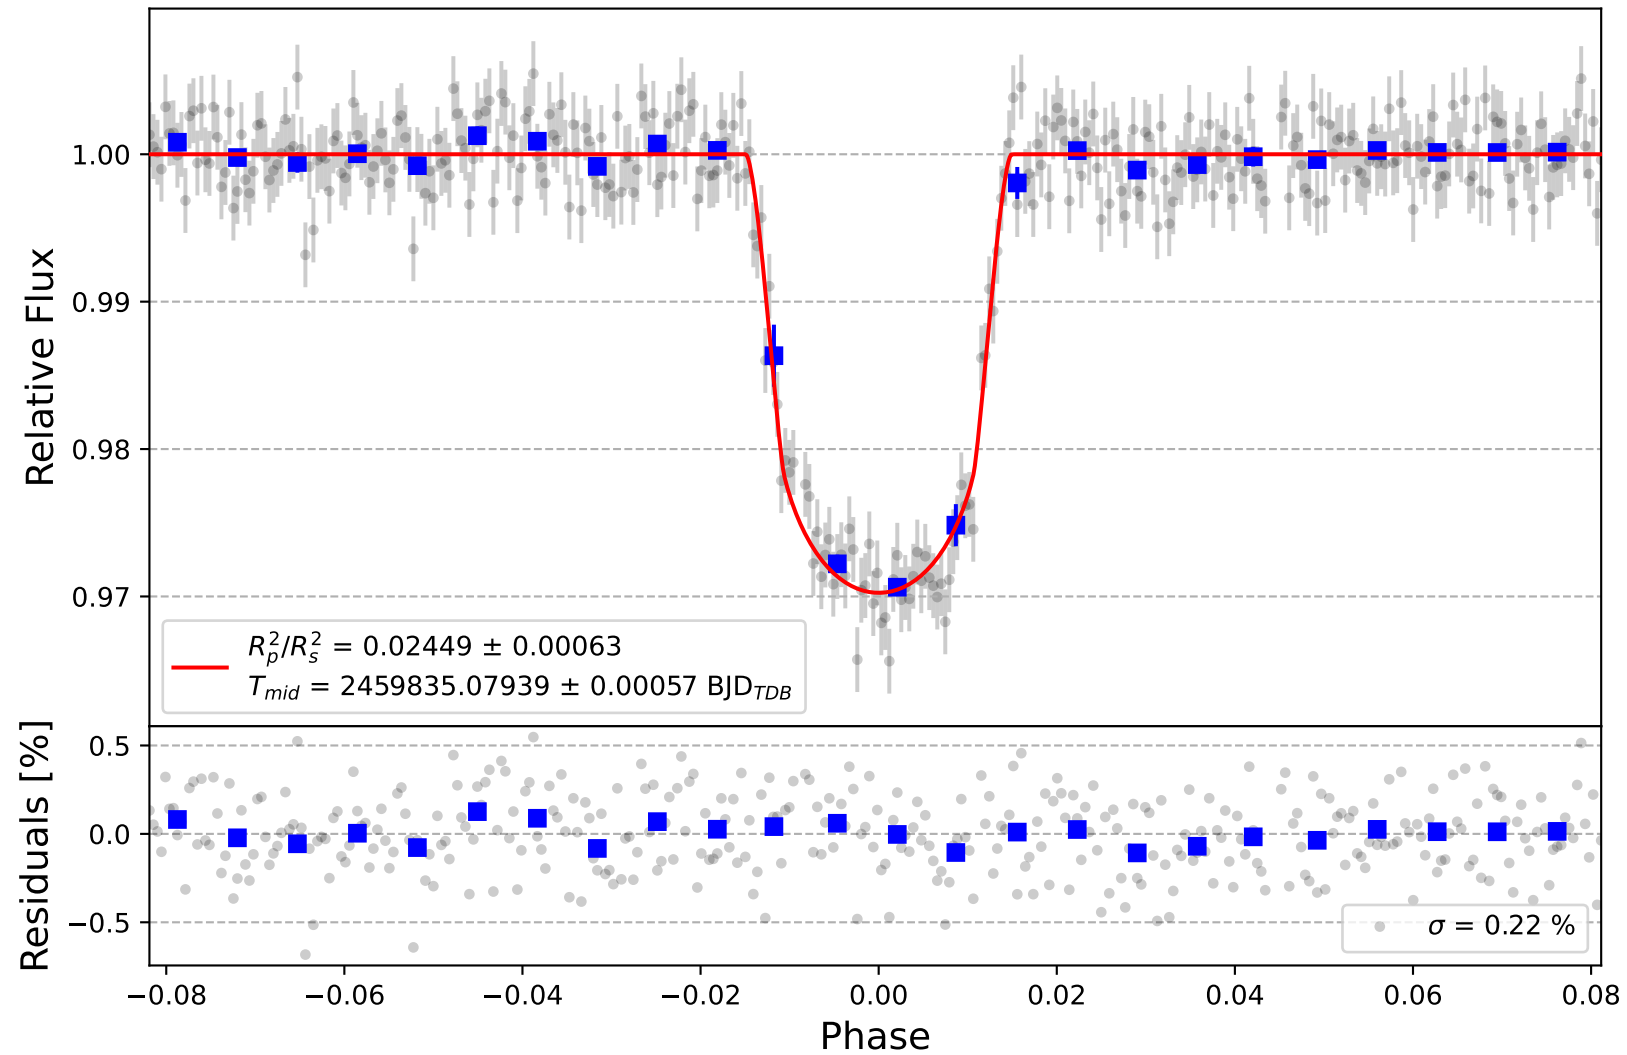 Relative Flux
1.00
0.99
0.98
0.97
R_p^2/R_s^2 = 0.02449 ± 0.00063
T_mid = 2459835.07939 ± 0.00057 BJD_TDB
Residuals [%]
0.5
0.0
−0.5
σ = 0.22 %
−0.08 −0.06 −0.04 −0.02 0.00 0.02 0.04 0.06 0.08
Phase